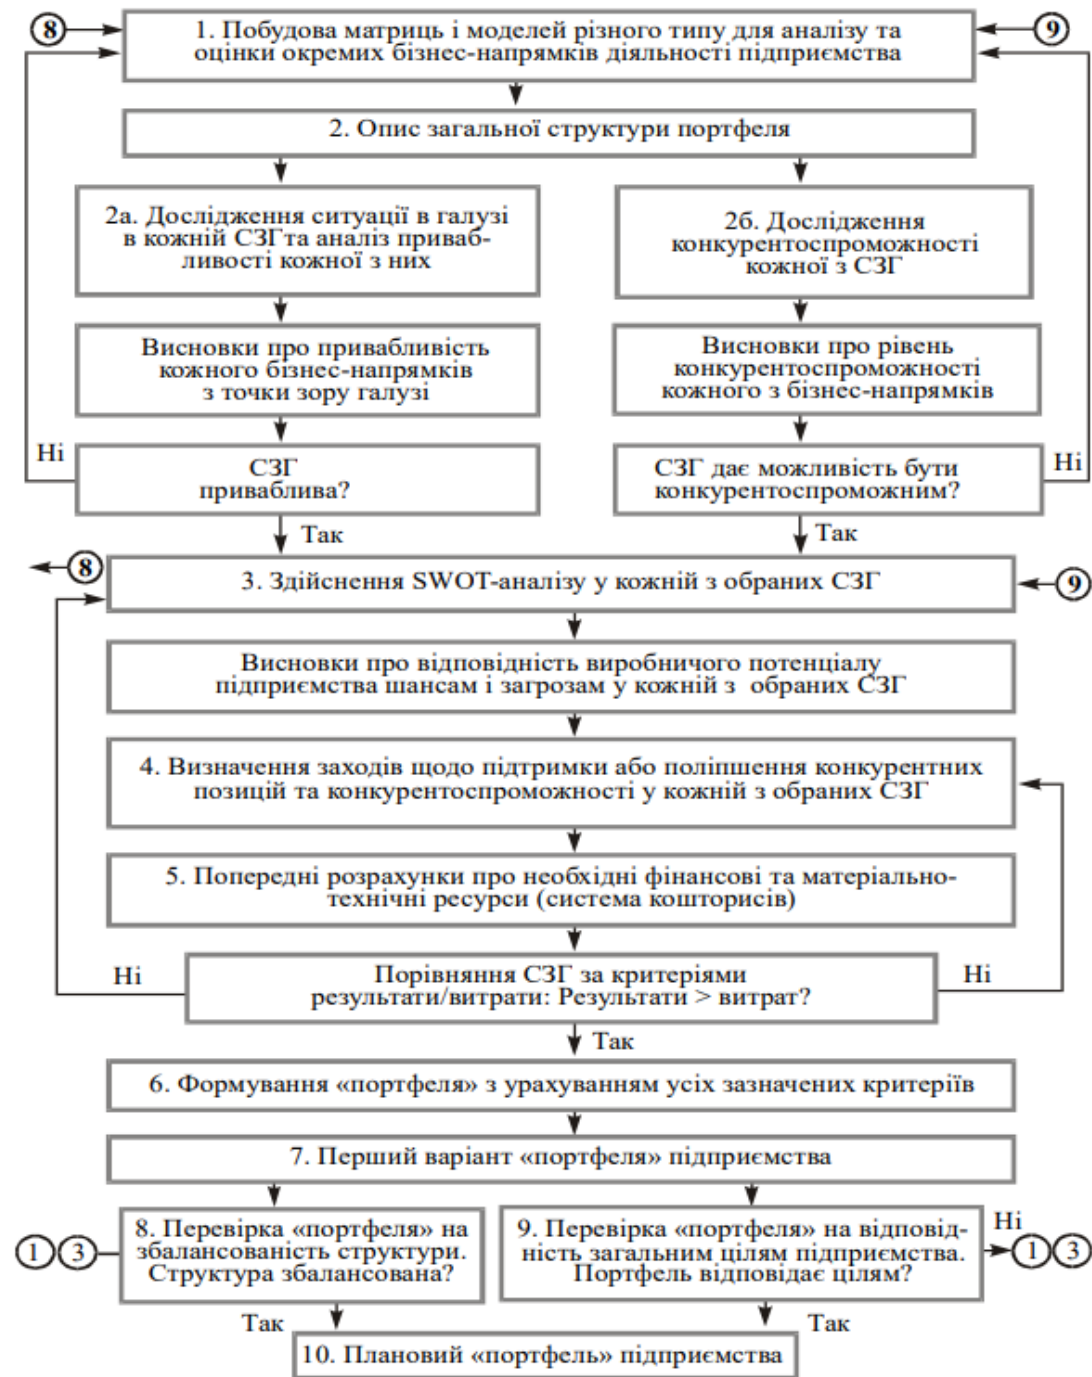 8
1. Побудова матриць і моделей різного типу для аналізу та
оцінки окремих бізнес-напрямків діяльності підприємства
9
2. Опис загальної структури портфеля
2а. Дослідження ситуації в галузі
в кожній СЗГ та аналіз приваб-
ливості кожної з них
2б. Дослідження
конкурентоспроможності
кожної з СЗГ
Висновки про привабливість
кожного бізнес-напрямків
з точки зору галузі
Висновки про рівень
конкурентоспроможності
кожного з бізнес-напрямків
Ні
СЗГ
приваблива?
СЗГ дає можливість бути
конкурентоспроможним?
Ні
Так
Так
8
3. Здійснення SWOT-аналізу у кожній з обраних СЗГ
9
Висновки про відповідність виробничого потенціалу
підприємства шансам і загрозам у кожній з обраних СЗГ
4. Визначення заходів щодо підтримки або поліпшення конкурентних
позицій та конкурентоспроможності у кожній з обраних СЗГ
5. Попередні розрахунки про необхідні фінансові та матеріально-
технічні ресурси (система кошторисів)
Ні
Порівняння СЗГ за критеріями
результати/витрати: Результати > витрат?
Ні
Так
6. Формування «портфеля» з урахуванням усіх зазначених критеріїв
7. Перший варіант «портфеля» підприємства
1 3
8. Перевірка «портфеля» на
збалансованість структури.
Структура збалансована?
9. Перевірка «портфеля» на відповід-
ність загальним цілям підприємства.
Портфель відповідає цілям?
Ні
1 3
Так
Так
10. Плановий «портфель» підприємства